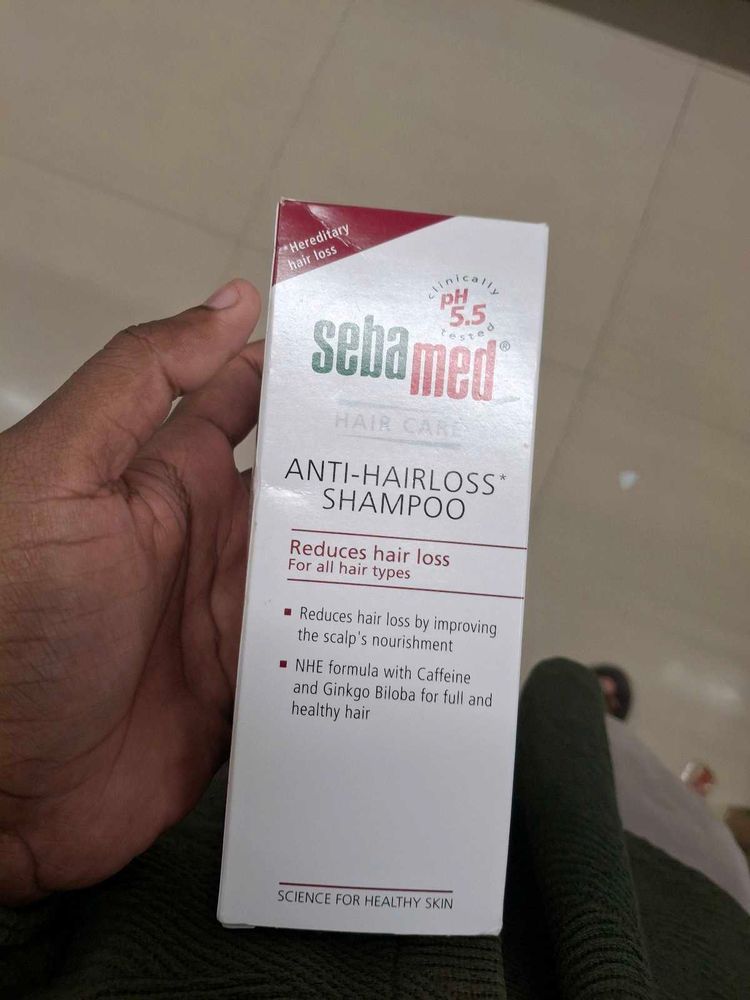 *Hereditary
hair loss
clinically
pH
5.5
tested
sebamed®
HAIR CARE
ANTI-HAIRLOSS*
SHAMPOO
Reduces hair loss
For all hair types
▪ Reduces hair loss by improving
the scalp's nourishment
▪ NHE formula with Caffeine
and Ginkgo Biloba for full and
healthy hair
SCIENCE FOR HEALTHY SKIN